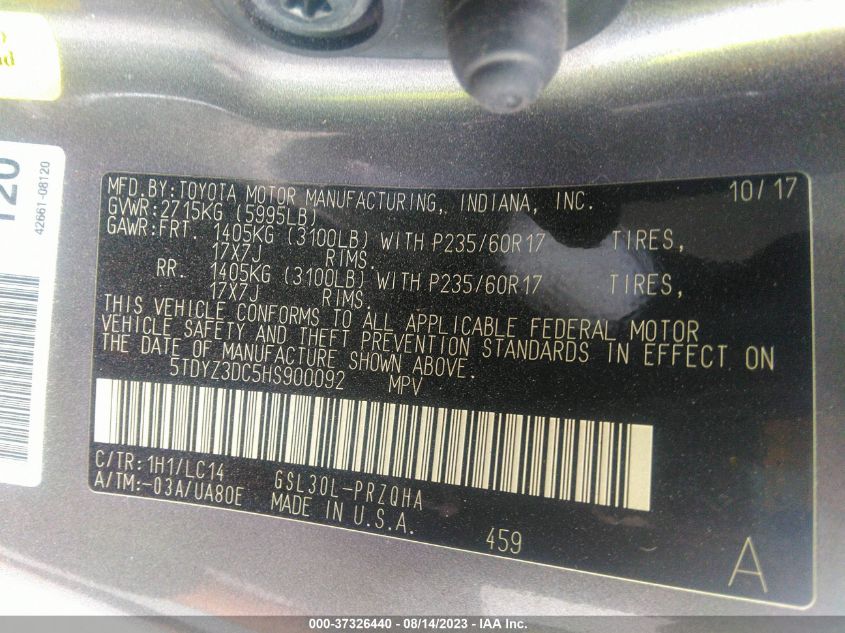 120
42661-08120
MFD.BY:TOYOTA MOTOR MANUFACTURING, INDIANA, INC. 10/17
GVWR:2715KG (5995LB)
GAWR:FRT. 1405KG (3100LB) WITH P235/60R17 TIRES,
17X7J RIMS.
RR. 1405KG (3100LB) WITH P235/60R17 TIRES,
17X7J RIMS.
THIS VEHICLE CONFORMS TO ALL APPLICABLE FEDERAL MOTOR
VEHICLE SAFETY AND THEFT PREVENTION STANDARDS IN EFFECT ON
THE DATE OF MANUFACTURE SHOWN ABOVE.
5TDYZ3DC5HS900092 MPV
C/TR:1H1/LC14 GSL30L-PRZQHA
A/TM:-03A/UA80E MADE IN U.S.A.
459
A
000-37326440 - 08/14/2023 - IAA Inc.